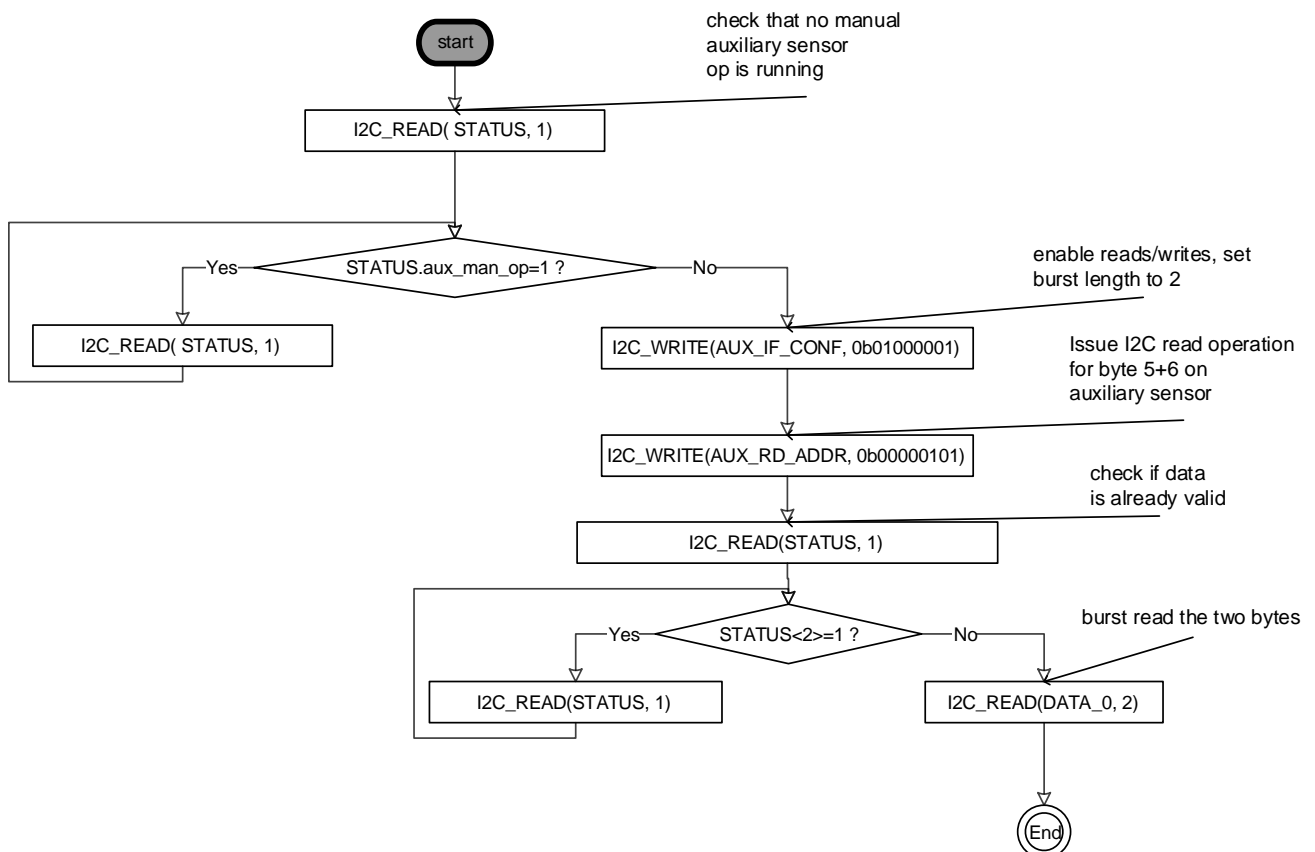 start
check that no manual
auxiliary sensor
op is running
I2C_READ( STATUS, 1)
STATUS.aux_man_op=1 ?
Yes
No
I2C_READ( STATUS, 1)
enable reads/writes, set
burst length to 2
I2C_WRITE(AUX_IF_CONF, 0b01000001)
Issue I2C read operation
for byte 5+6 on
auxiliary sensor
I2C_WRITE(AUX_RD_ADDR, 0b00000101)
check if data
is already valid
I2C_READ(STATUS, 1)
STATUS<2>=1 ?
Yes
No
I2C_READ(STATUS, 1)
burst read the two bytes
I2C_READ(DATA_0, 2)
End